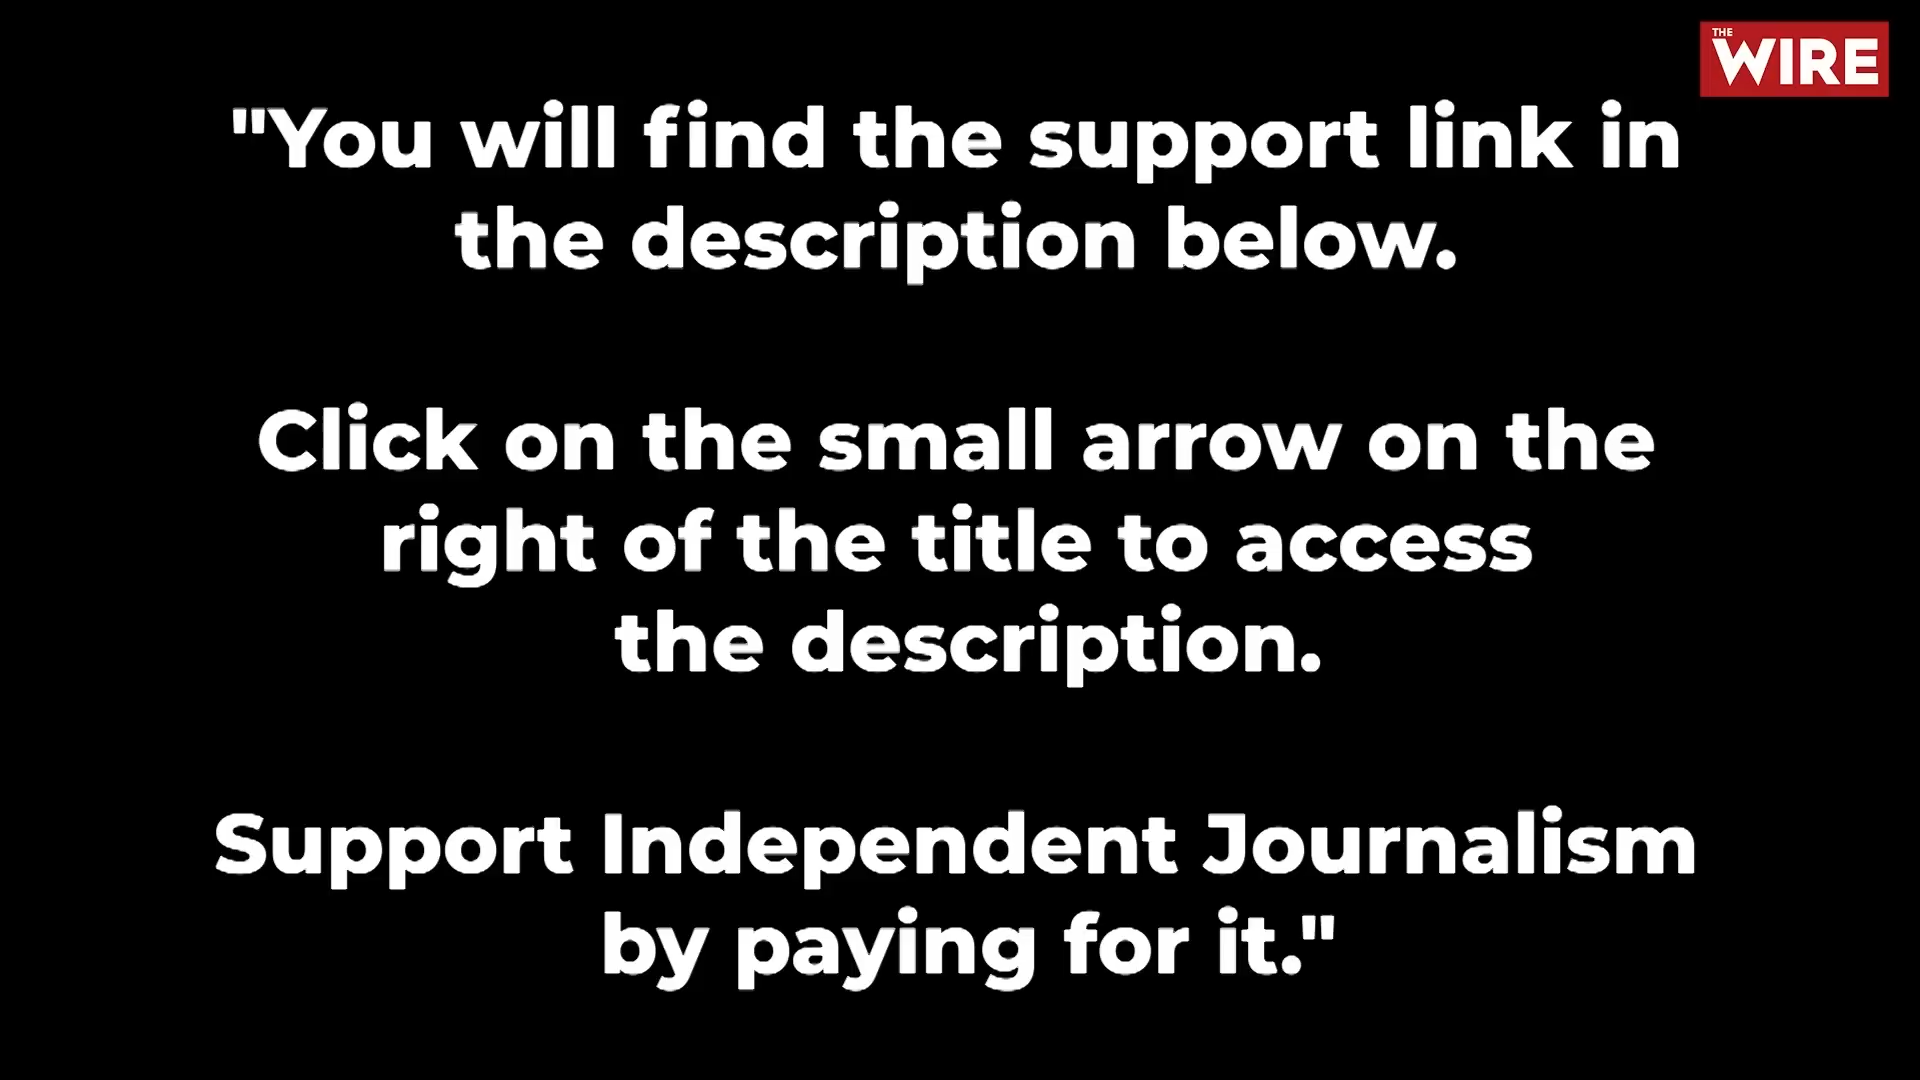 THE
WIRE
"You will find the support link in
the description below.
Click on the small arrow on the
right of the title to access
the description.
Support Independent Journalism
by paying for it."